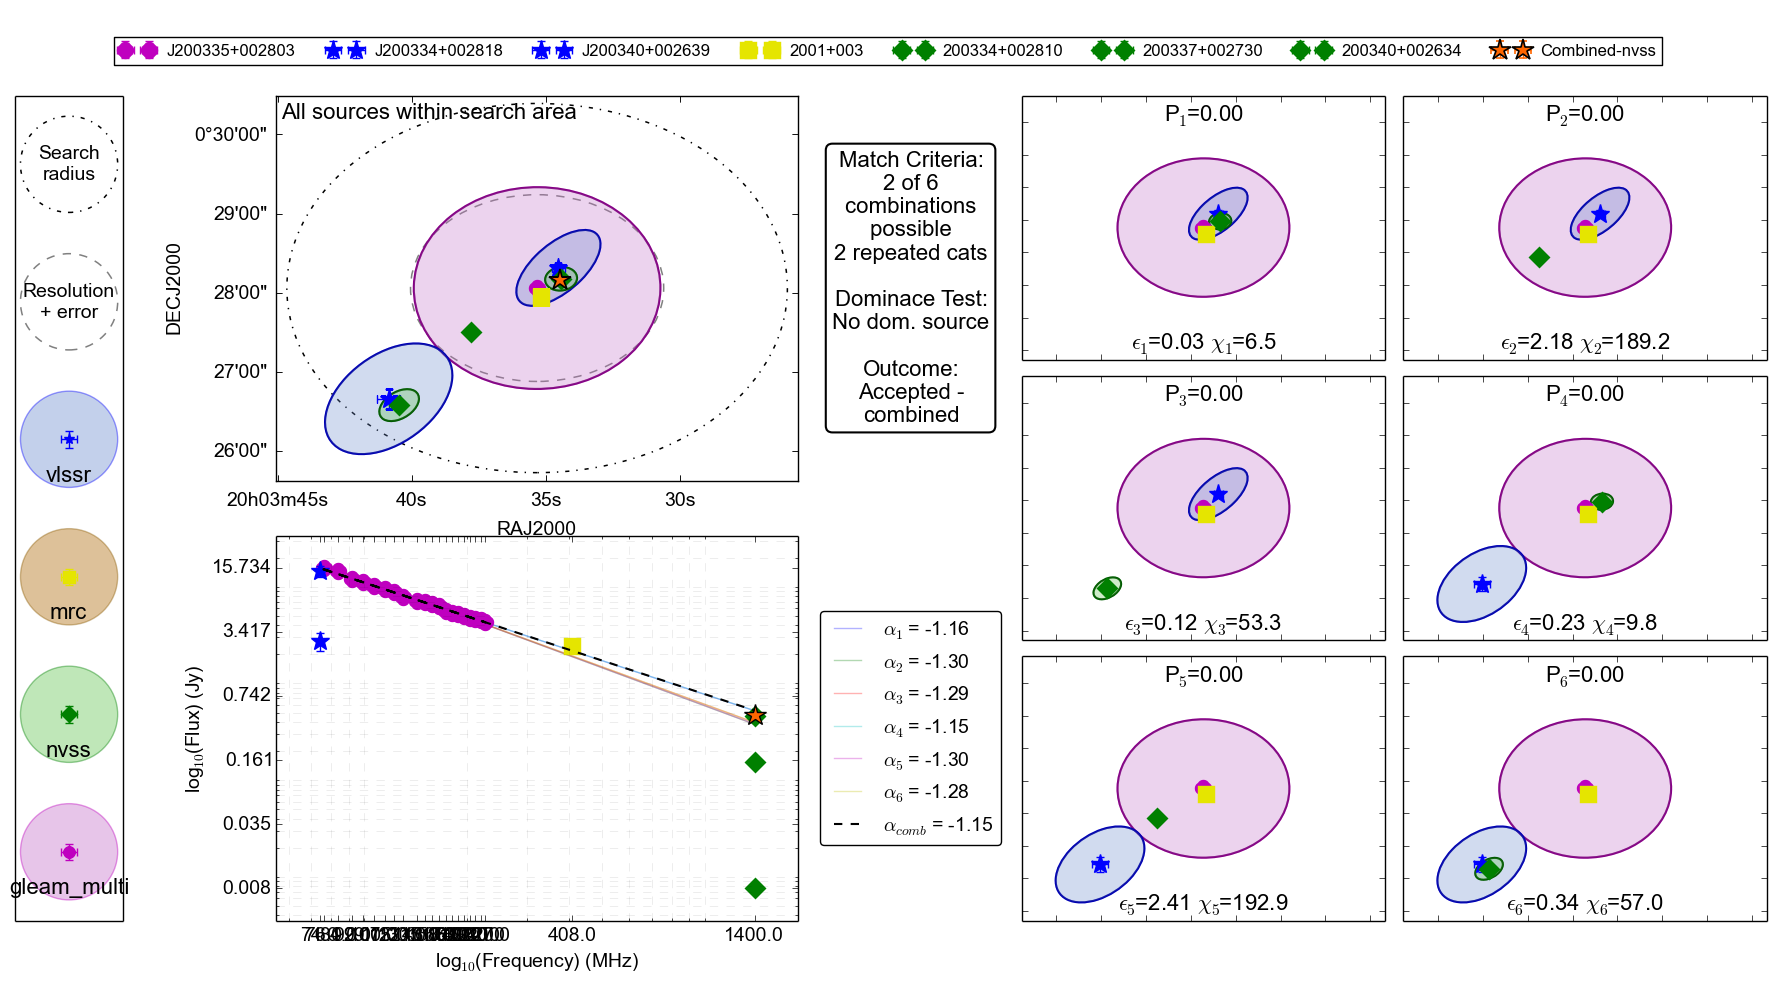 J200335+002803 J200334+002818 J200340+002639 2001+003 200334+002810 200337+002730 200340+002634 Combined-nvss
Search
radius
Resolution
+ error
vlssr
mrc
nvss
gleam_multi
All sources within search area
DECJ2000
0°30'00"
29'00"
28'00"
27'00"
26'00"
20h03m45s 40s 35s 30s
RAJ2000
Match Criteria:
2 of 6
combinations
possible
2 repeated cats
Dominace Test:
No dom. source
Outcome:
Accepted -
combined
log10(Flux) (Jy)
15.734
3.417
0.742
0.161
0.035
0.008
408.0 1400.0
log10(Frequency) (MHz)
α1 = -1.16
α2 = -1.30
α3 = -1.29
α4 = -1.15
α5 = -1.30
α6 = -1.28
αcomb = -1.15
P1=0.00
ϵ1=0.03 χ1=6.5
P2=0.00
ϵ2=2.18 χ2=189.2
P3=0.00
ϵ3=0.12 χ3=53.3
P4=0.00
ϵ4=0.23 χ4=9.8
P5=0.00
ϵ5=2.41 χ5=192.9
P6=0.00
ϵ6=0.34 χ6=57.0